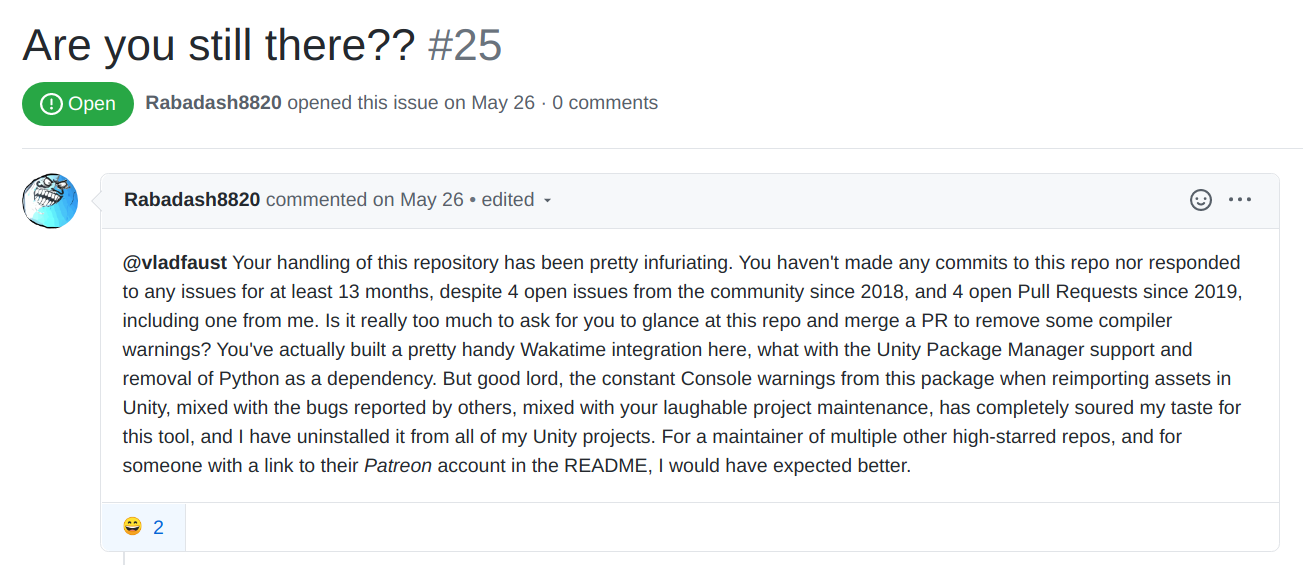 Are you still there?? #25
Open Rabadash8820 opened this issue on May 26 · 0 comments
Rabadash8820 commented on May 26 • edited
@vladfaust Your handling of this repository has been pretty infuriating. You haven't made any commits to this repo nor responded
to any issues for at least 13 months, despite 4 open issues from the community since 2018, and 4 open Pull Requests since 2019,
including one from me. Is it really too much to ask for you to glance at this repo and merge a PR to remove some compiler
warnings? You've actually built a pretty handy Wakatime integration here, what with the Unity Package Manager support and
removal of Python as a dependency. But good lord, the constant Console warnings from this package when reimporting assets in
Unity, mixed with the bugs reported by others, mixed with your laughable project maintenance, has completely soured my taste for
this tool, and I have uninstalled it from all of my Unity projects. For a maintainer of multiple other high-starred repos, and for
someone with a link to their Patreon account in the README, I would have expected better.
😄 2